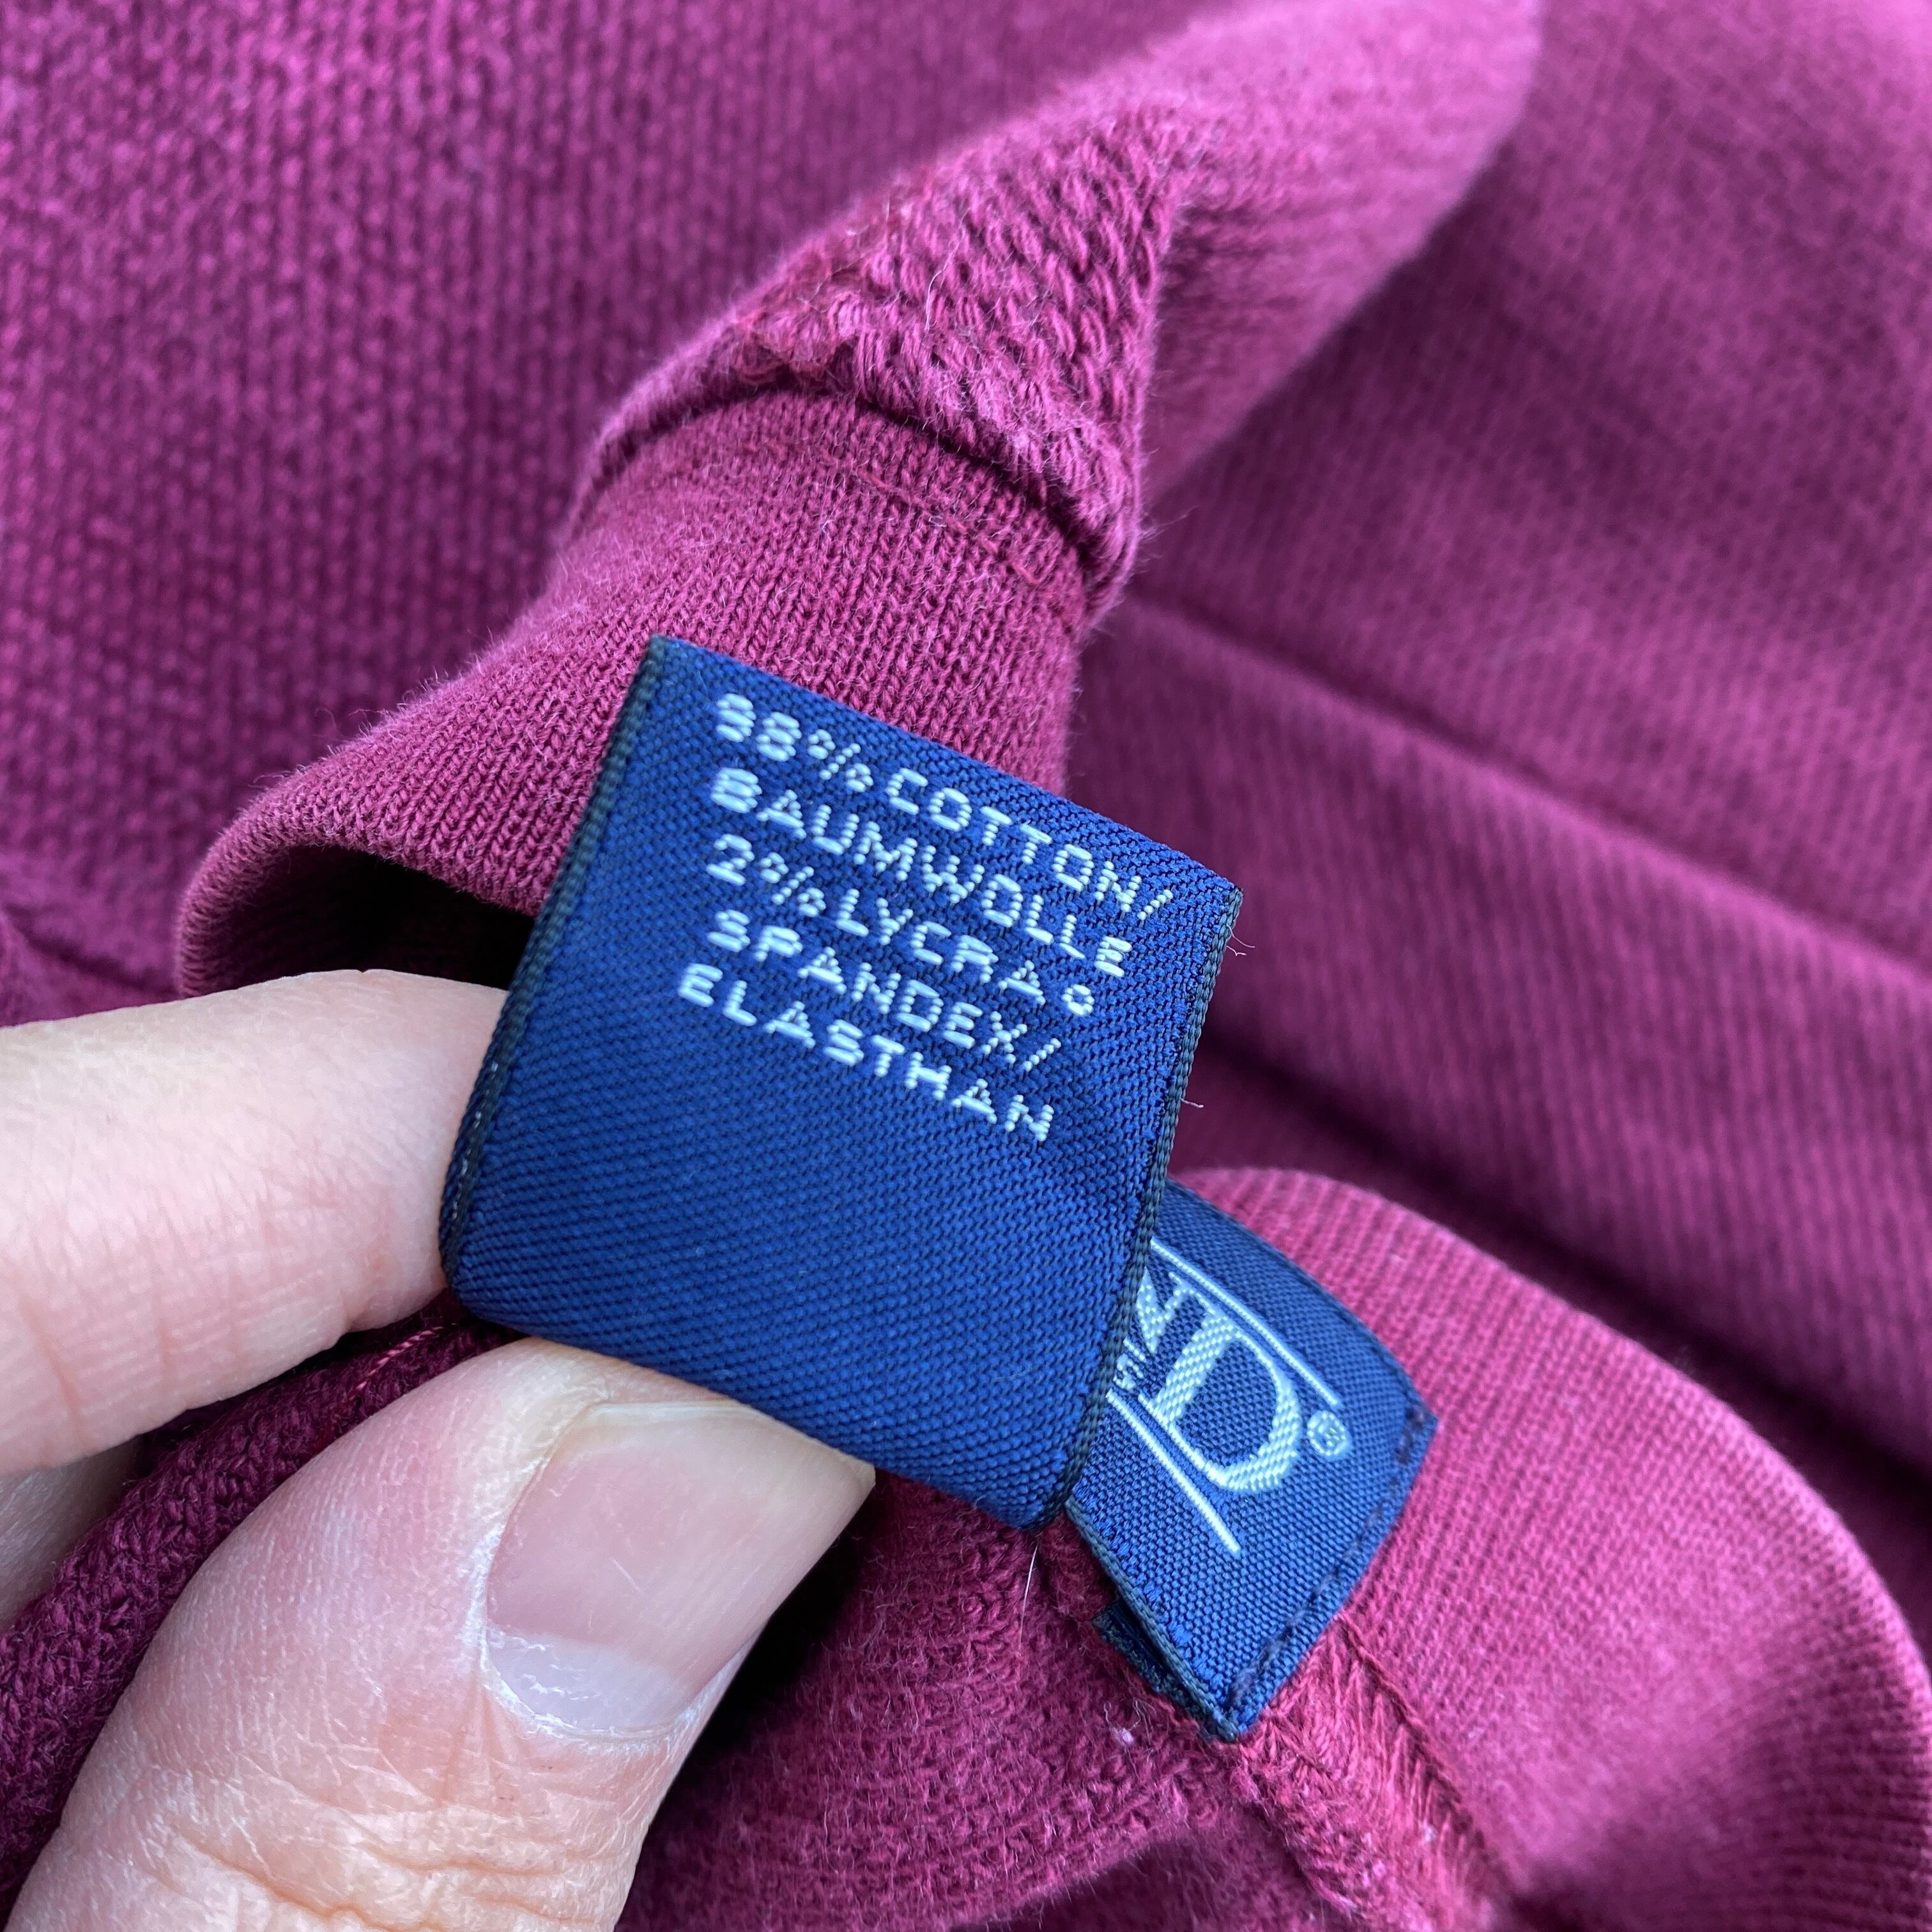 98% COTTON/
BAUMWOLLE
2% LYCRA®
SPANDEX/
ELASTHAN